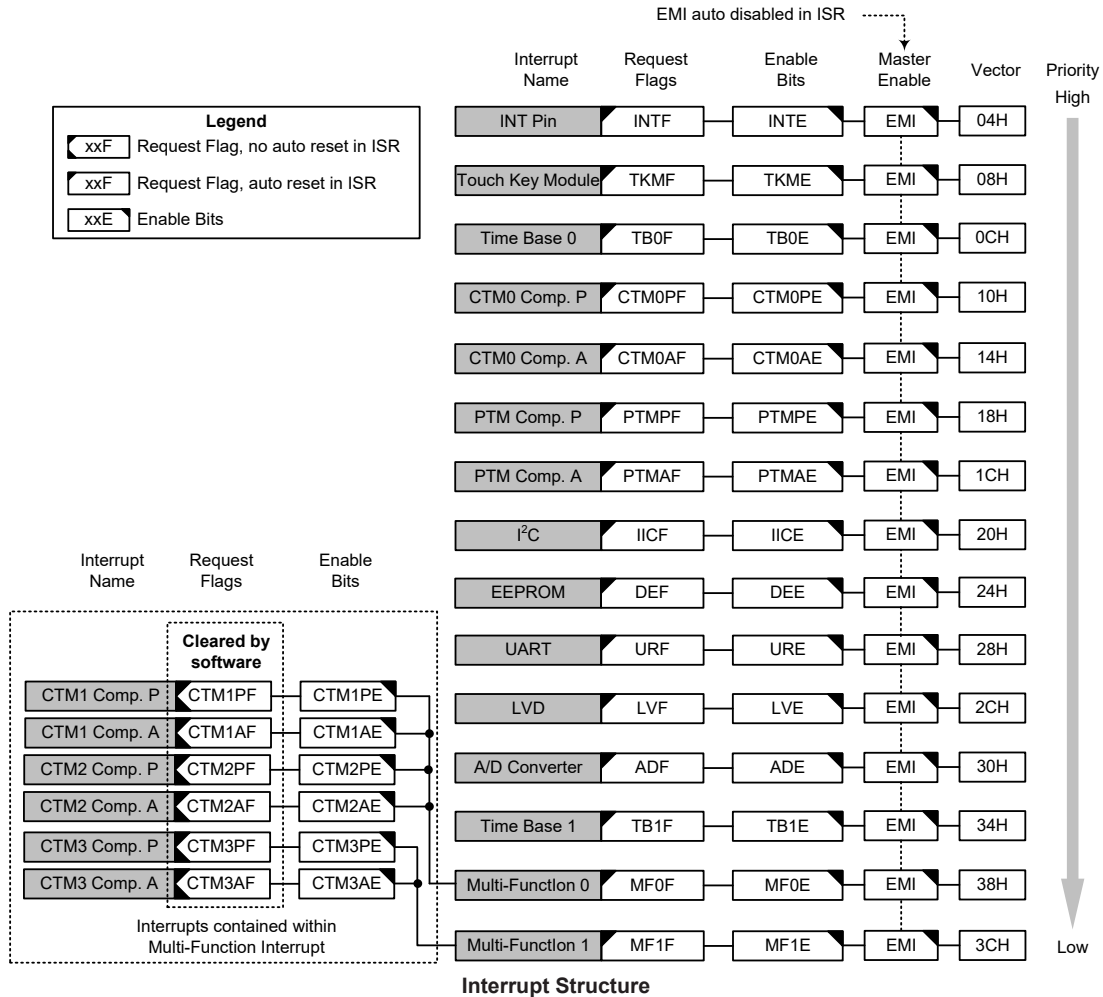 EMI auto disabled in ISR
Interrupt Name Request Flags Enable Bits Master Enable Vector Priority
High
Legend
xxF Request Flag, no auto reset in ISR
xxF Request Flag, auto reset in ISR
xxE Enable Bits
INT Pin INTF INTE EMI 04H
Touch Key Module TKMF TKME EMI 08H
Time Base 0 TB0F TB0E EMI 0CH
CTM0 Comp. P CTM0PF CTM0PE EMI 10H
CTM0 Comp. A CTM0AF CTM0AE EMI 14H
PTM Comp. P PTMPF PTMPE EMI 18H
PTM Comp. A PTMAF PTMAE EMI 1CH
I²C IICF IICE EMI 20H
EEPROM DEF DEE EMI 24H
UART URF URE EMI 28H
LVD LVF LVE EMI 2CH
A/D Converter ADF ADE EMI 30H
Time Base 1 TB1F TB1E EMI 34H
Multi-FunctIon 0 MF0F MF0E EMI 38H
Multi-FunctIon 1 MF1F MF1E EMI 3CH
Low
Interrupt Name Request Flags Enable Bits
Cleared by
software
CTM1 Comp. P CTM1PF CTM1PE
CTM1 Comp. A CTM1AF CTM1AE
CTM2 Comp. P CTM2PF CTM2PE
CTM2 Comp. A CTM2AF CTM2AE
CTM3 Comp. P CTM3PF CTM3PE
CTM3 Comp. A CTM3AF CTM3AE
Interrupts contained within
Multi-Function Interrupt
Interrupt Structure